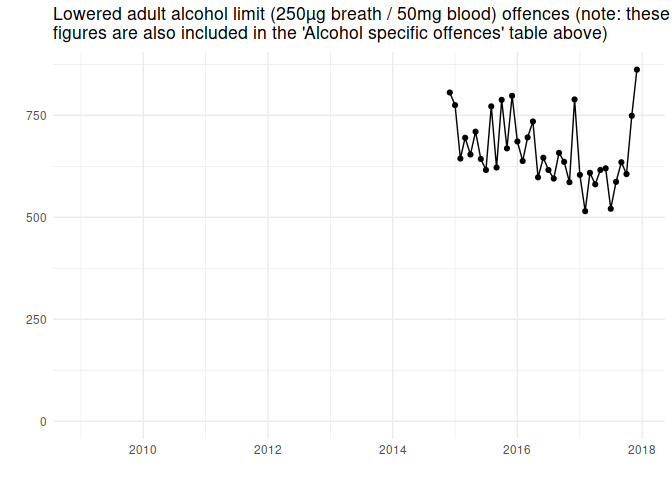 Lowered adult alcohol limit (250µg breath / 50mg blood) offences (note: these
figures are also included in the 'Alcohol specific offences' table above)
750
500
250
0
2010 2012 2014 2016 2018